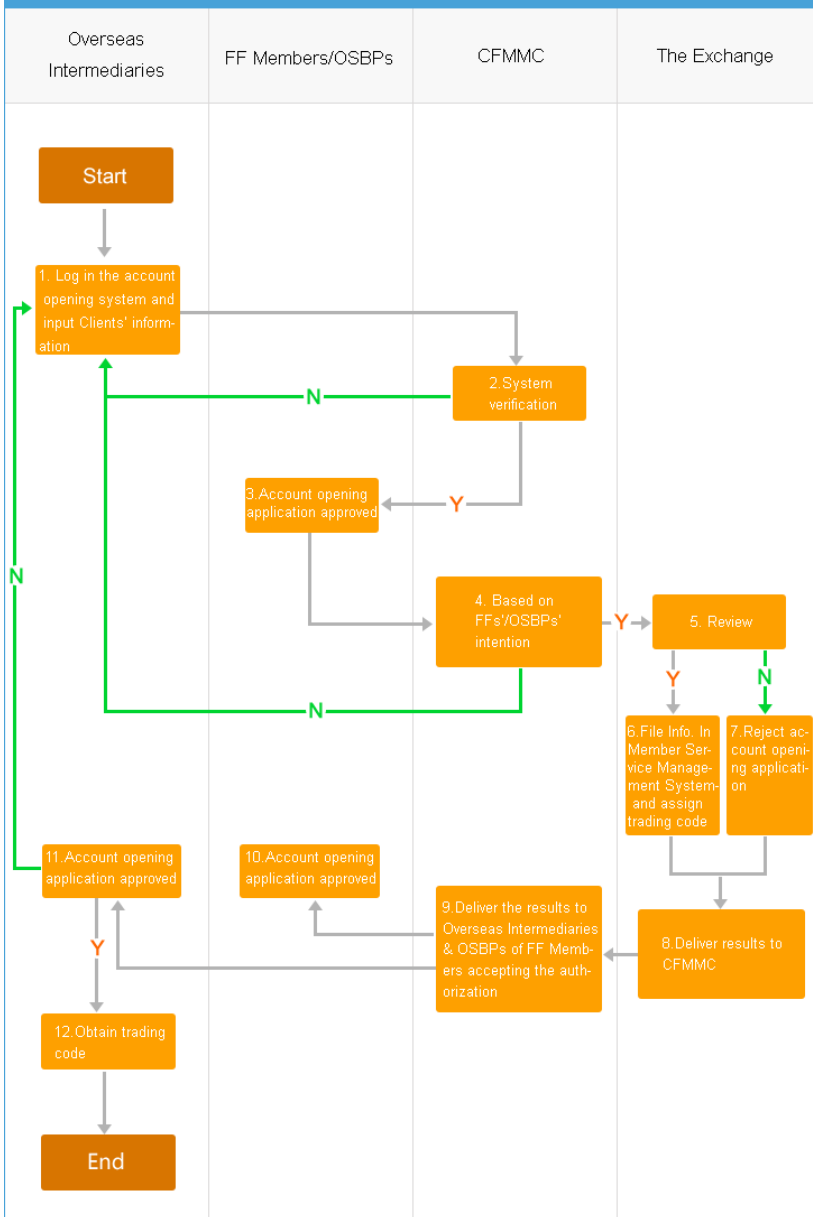 Overseas
Intermediaries
FF Members/OSBPs
CFMMC
The Exchange
Start
1. Log in the account
opening system and
input Clients' inform-
ation
2.System
verification
N
3.Account opening
application approved
Y
N
4. Based on
FFs'/OSBPs'
intention
Y
5. Review
Y
N
N
6.File Info. In
Member Ser-
vice Manage-
ment System-
and assign
trading code
7.Reject ac-
count openi-
ng applicati-
on
11.Account opening
application approved
10.Account opening
application approved
9.Deliver the results to
Overseas Intermediaries
& OSBPs of FF Memb-
ers accepting the auth-
orization
8.Deliver results to
CFMMC
Y
12.Obtain trading
code
End